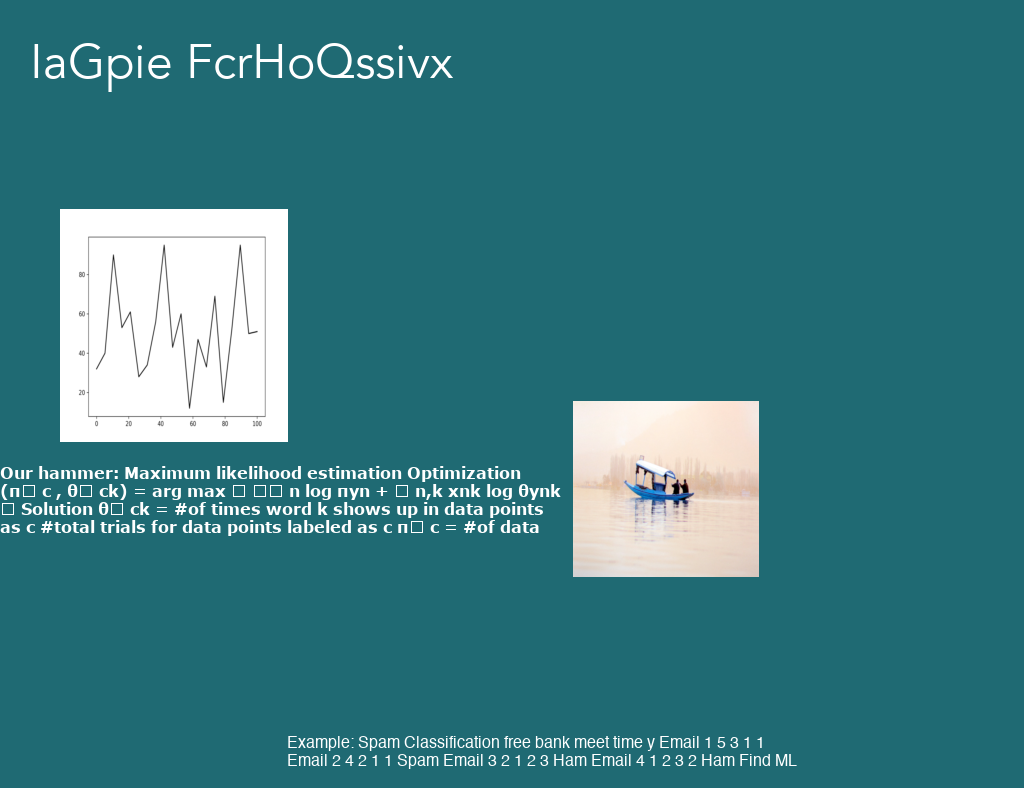 IaGpie FcrHoQssivx
80
60
40
20
0 20 40 60 80 100
Our hammer: Maximum likelihood estimation Optimization
(π□ c , θ□ ck) = arg max □ □□ n log πyn + □ n,k xnk log θynk
□ Solution θ□ ck = #of times word k shows up in data points
as c #total trials for data points labeled as c π□ c = #of data
Example: Spam Classification free bank meet time y Email 1 5 3 1 1
Email 2 4 2 1 1 Spam Email 3 2 1 2 3 Ham Email 4 1 2 3 2 Ham Find ML